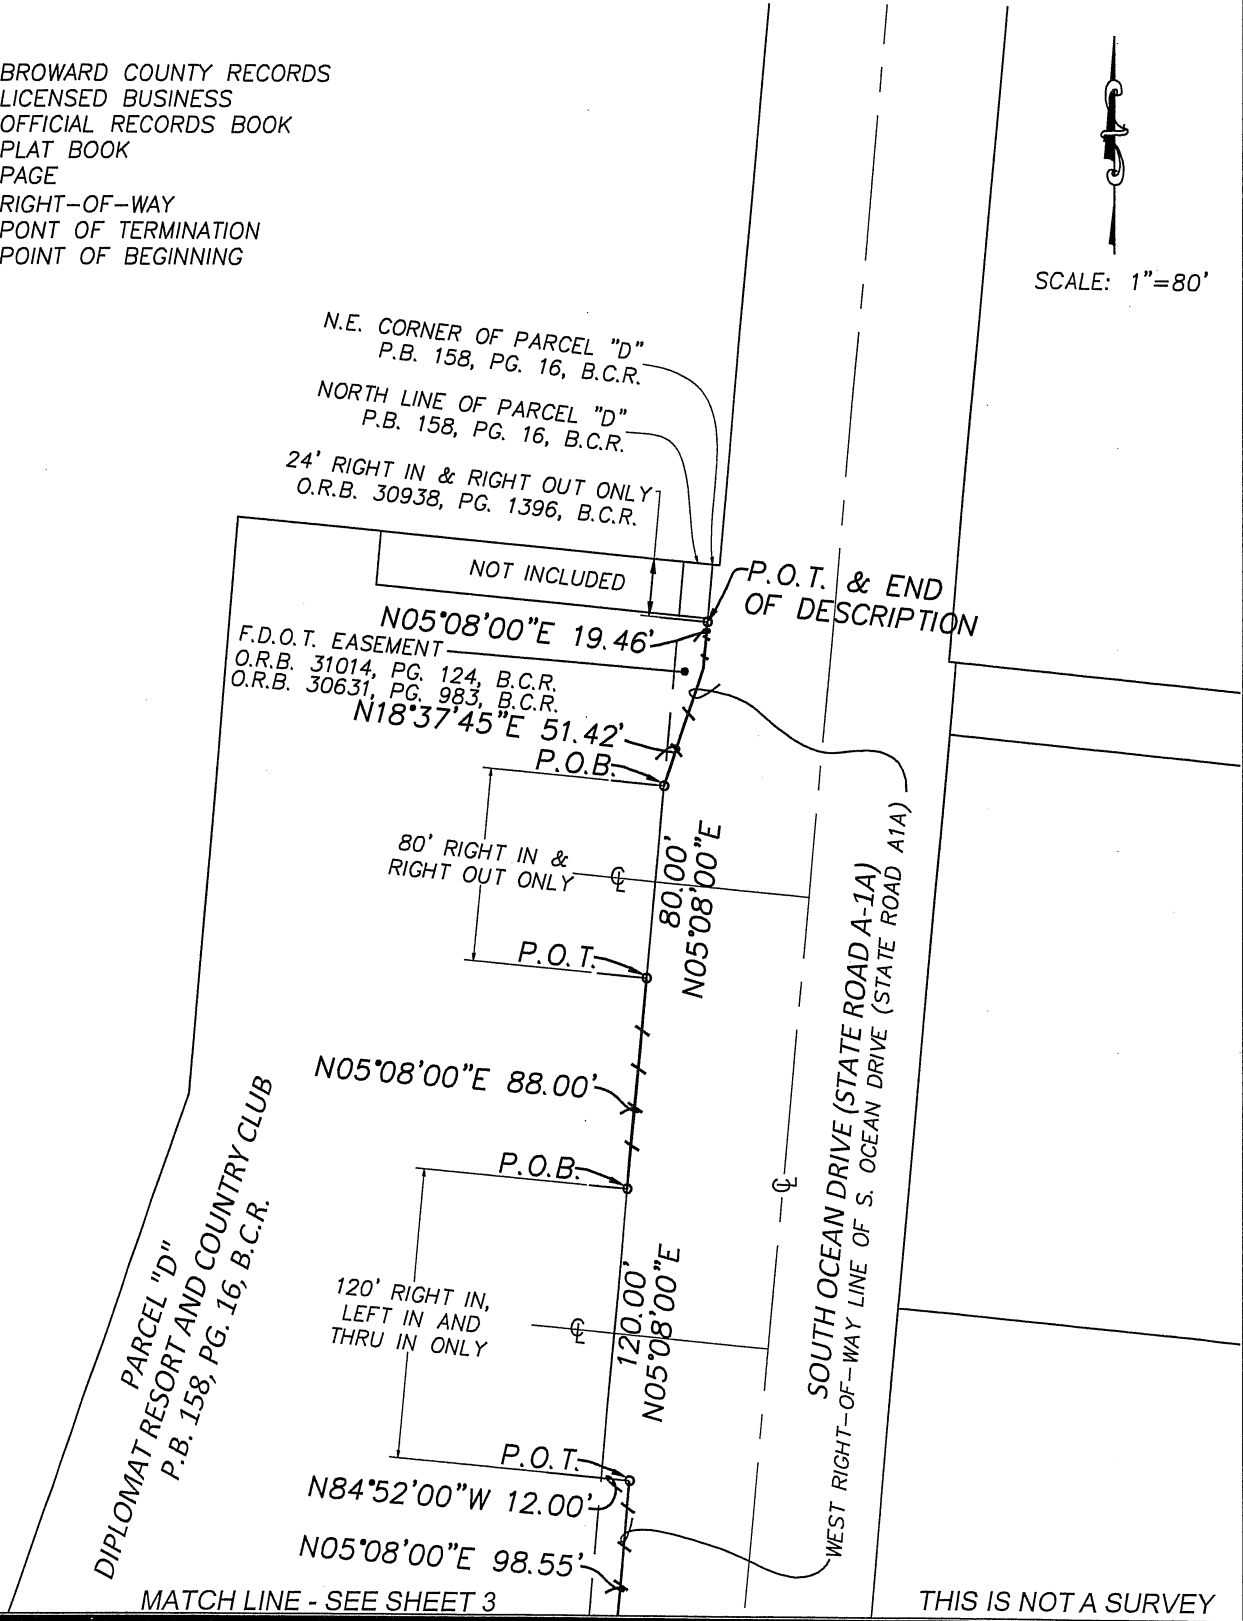 BROWARD COUNTY RECORDS
LICENSED BUSINESS
OFFICIAL RECORDS BOOK
PLAT BOOK
PAGE
RIGHT-OF-WAY
PONT OF TERMINATION
POINT OF BEGINNING
SCALE: 1"=80'
N.E. CORNER OF PARCEL "D"
P.B. 158, PG. 16, B.C.R.
NORTH LINE OF PARCEL "D"
P.B. 158, PG. 16, B.C.R.
24' RIGHT IN & RIGHT OUT ONLY
O.R.B. 30938, PG. 1396, B.C.R.
NOT INCLUDED
P.O.T. & END
OF DESCRIPTION
N05°08'00"E 19.46'
F.D.O.T. EASEMENT
O.R.B. 31014, PG. 124, B.C.R.
O.R.B. 30631, PG. 983, B.C.R.
N18°37'45"E 51.42'
P.O.B.
80' RIGHT IN &
RIGHT OUT ONLY
80.00'
N05°08'00"E
P.O.T.
N05°08'00"E 88.00'
P.O.B.
120' RIGHT IN,
LEFT IN AND
THRU IN ONLY
120.00'
N05°08'00"E
P.O.T.
N84°52'00"W 12.00'
N05°08'00"E 98.55'
SOUTH OCEAN DRIVE (STATE ROAD A-1A)
WEST RIGHT-OF-WAY LINE OF S. OCEAN DRIVE (STATE ROAD A1A)
PARCEL "D"
DIPLOMAT RESORT AND COUNTRY CLUB
P.B. 158, PG. 16, B.C.R.
MATCH LINE - SEE SHEET 3
THIS IS NOT A SURVEY